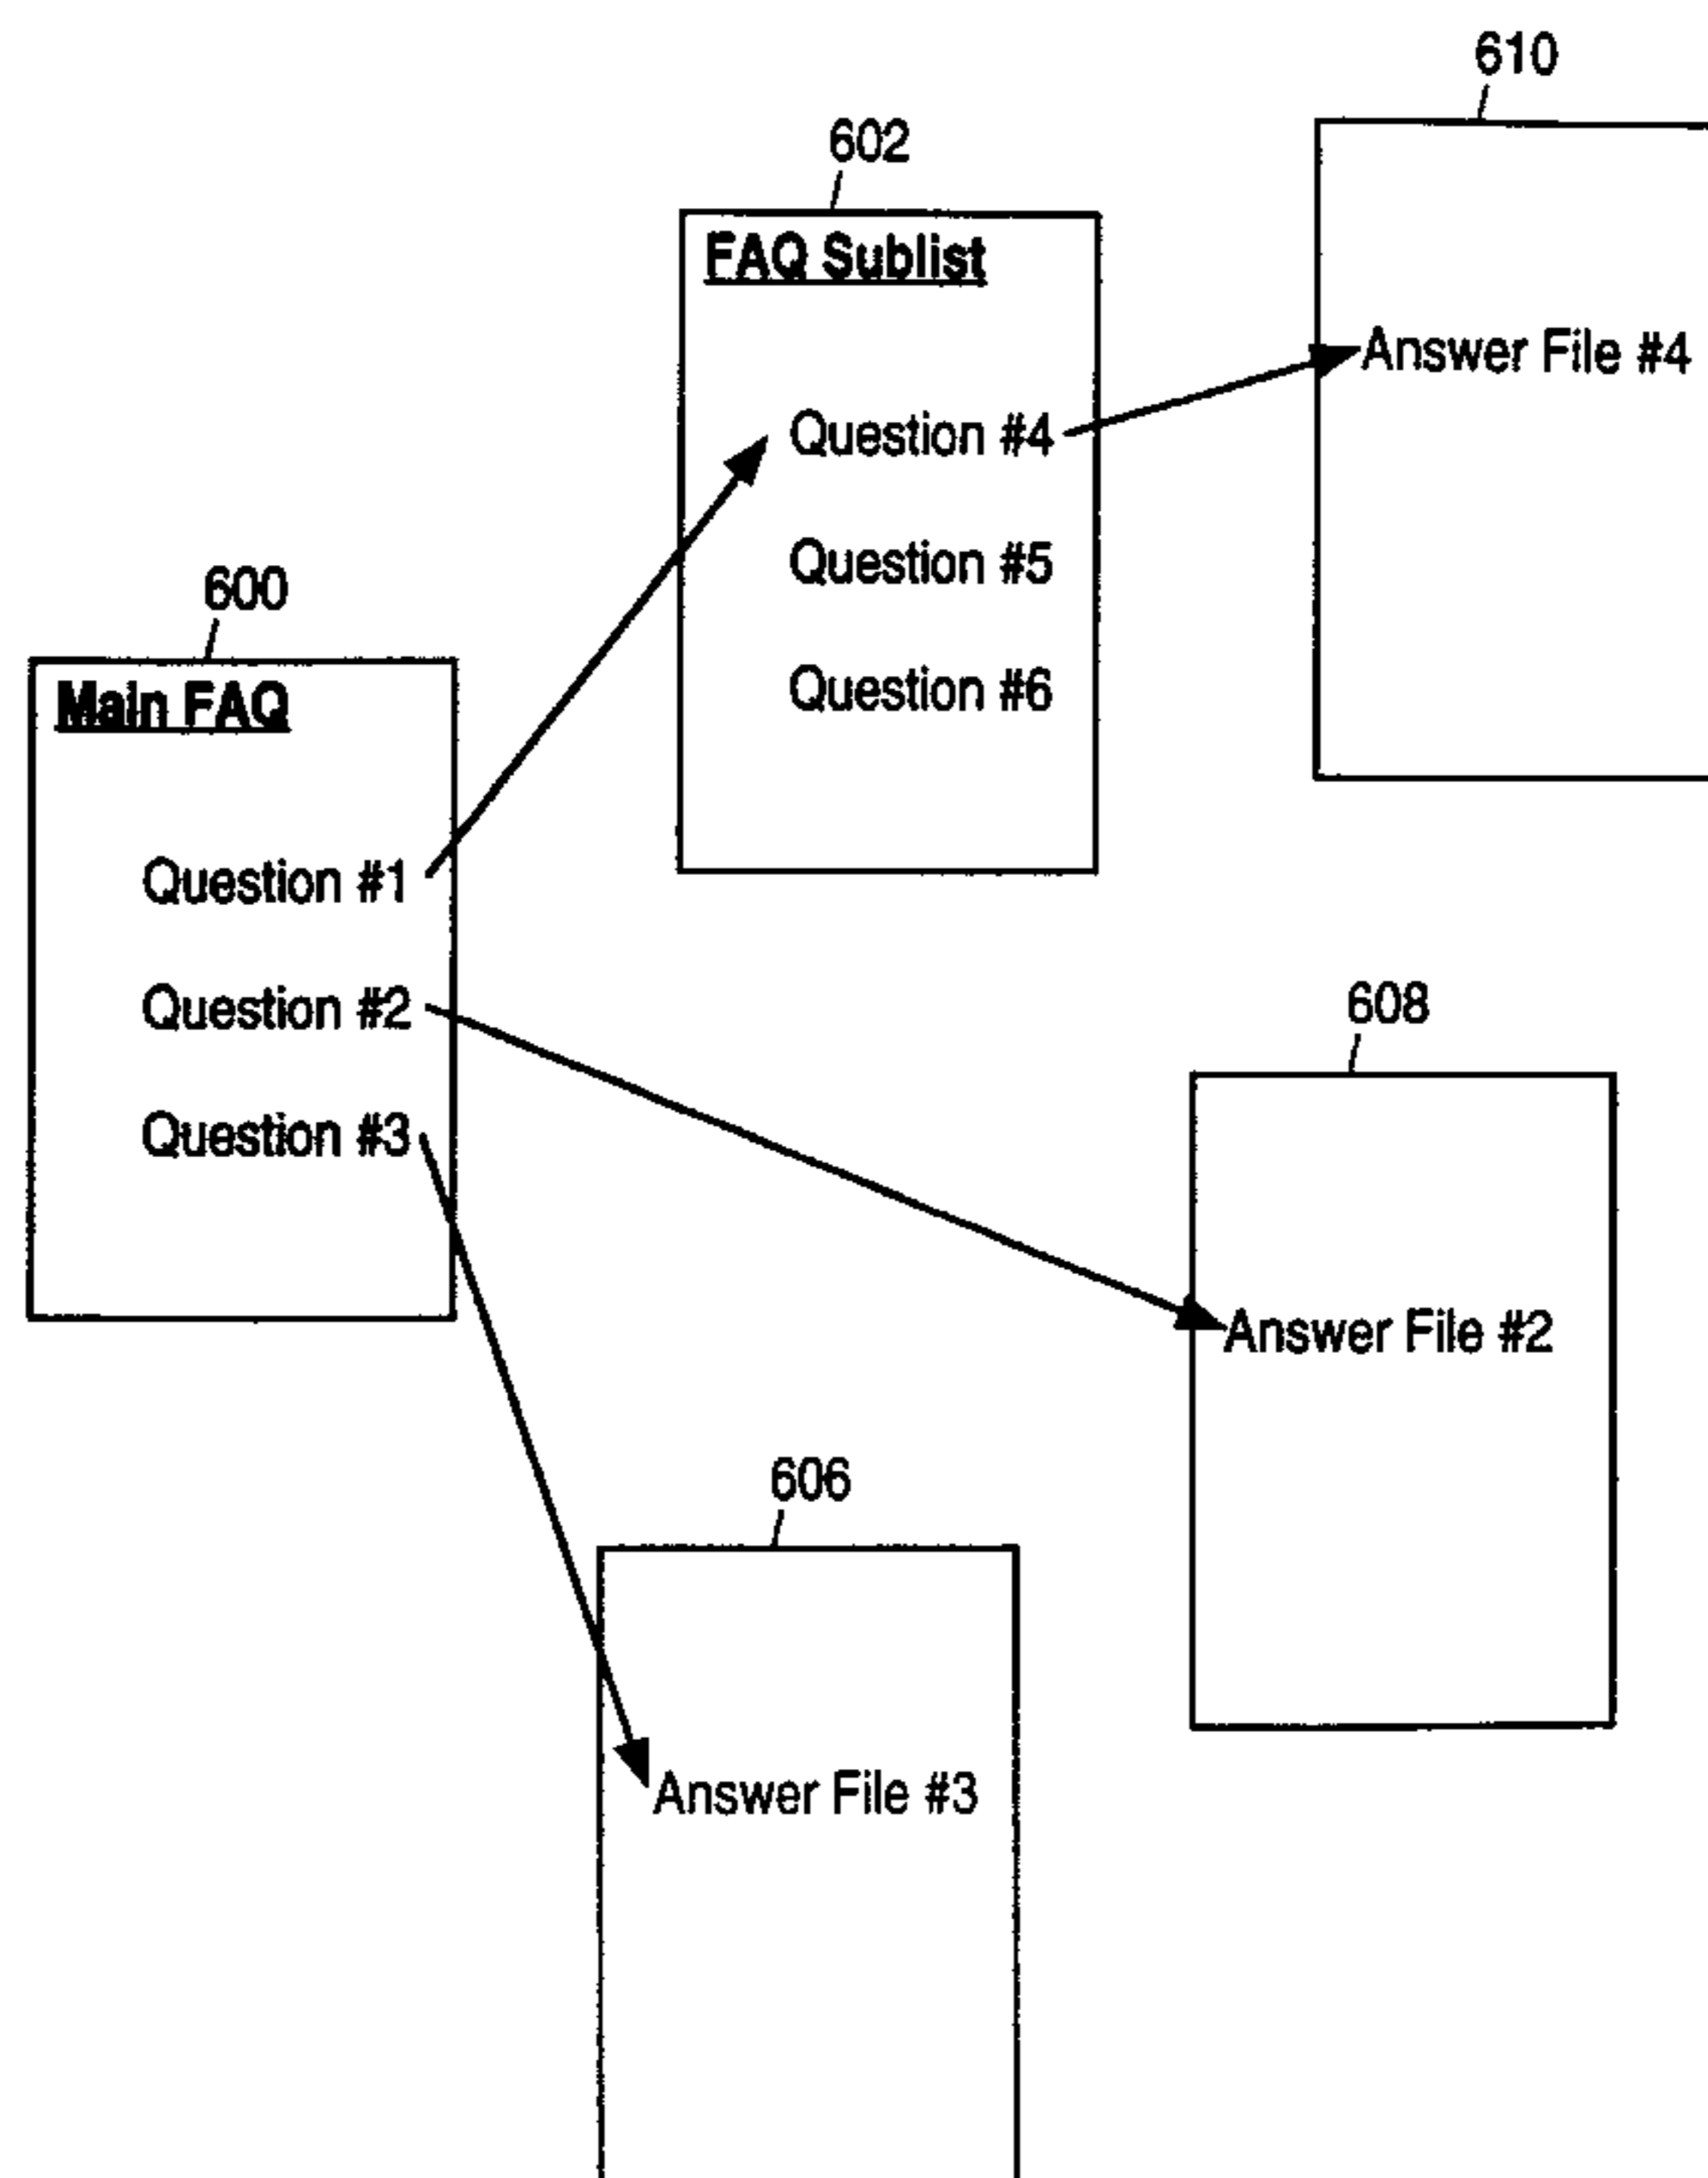 610
Answer File #4
602
FAQ Sublist
Question #4
Question #5
Question #6
600
Main FAQ
Question #1
Question #2
Question #3
608
Answer File #2
606
Answer File #3